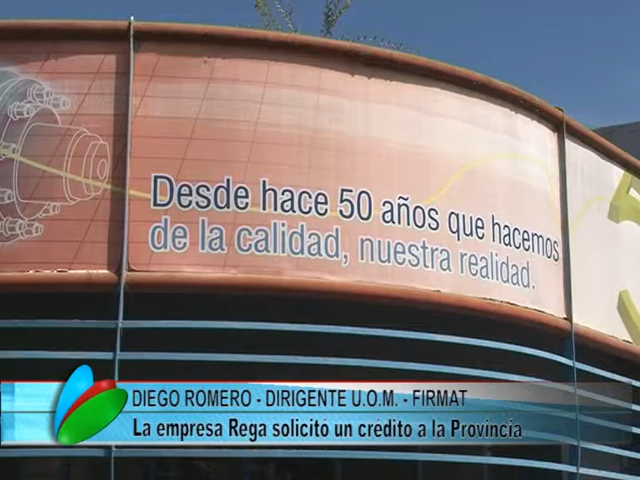 Desde hace 50 años que hacemos
de la calidad, nuestra realidad.
DIEGO ROMERO - DIRIGENTE U.O.M. - FIRMAT
La empresa Rega solicitó un crédito a la Provincia